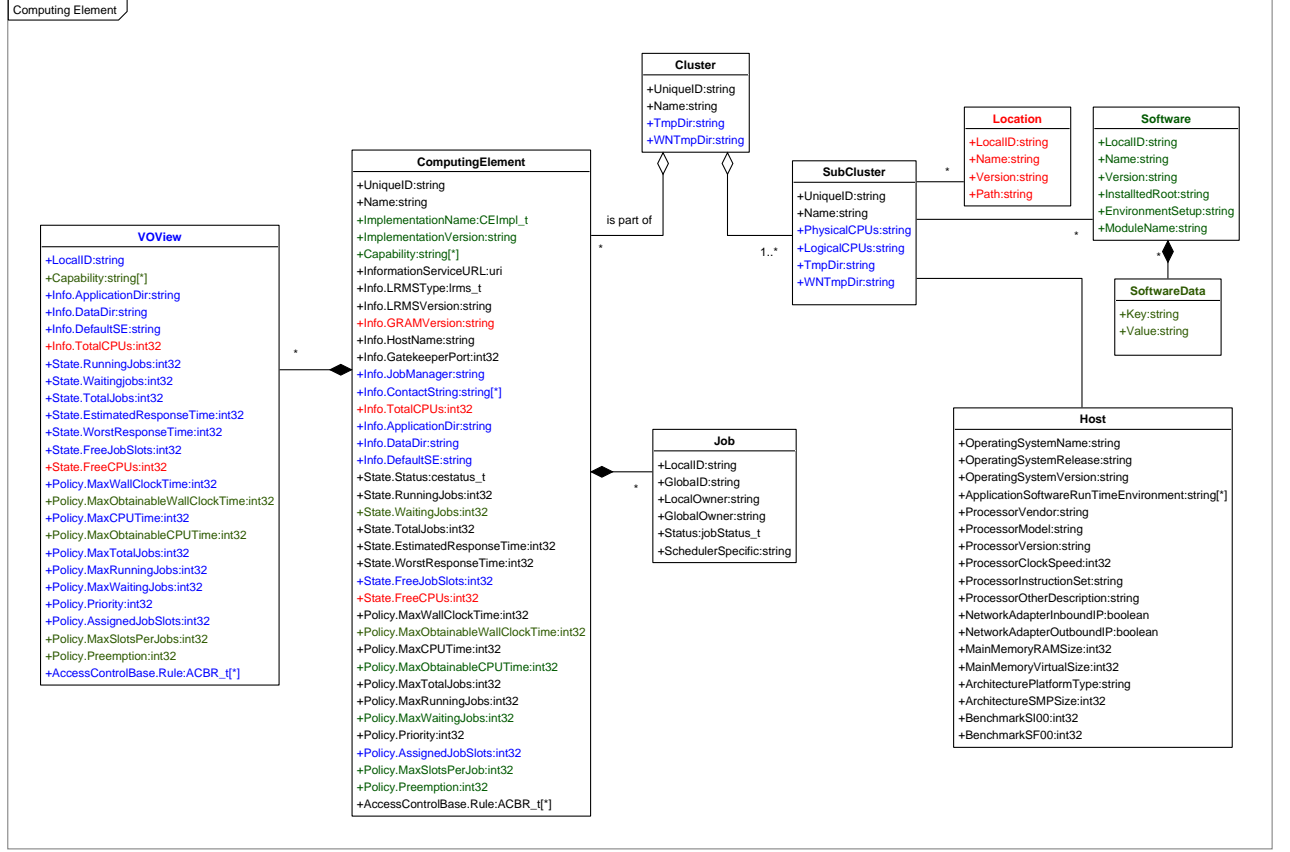 Computing Element
Cluster
+UniqueID:string
+Name:string
+TmpDir:string
+WNTmpDir:string
is part of
*
1..*
Location
+LocalID:string
+Name:string
+Version:string
+Path:string
*
Software
+LocalID:string
+Name:string
+Version:string
+InstalltedRoot:string
+EnvironmentSetup:string
+ModuleName:string
*
*
SubCluster
+UniqueID:string
+Name:string
+PhysicalCPUs:string
+LogicalCPUs:string
+TmpDir:string
+WNTmpDir:string
SoftwareData
+Key:string
+Value:string
VOView
+LocalID:string
+Capability:string[*]
+Info.ApplicationDir:string
+Info.DataDir:string
+Info.DefaultSE:string
+Info.TotalCPUs:int32
+State.RunningJobs:int32
+State.Waitingjobs:int32
+State.TotalJobs:int32
+State.EstimatedResponseTime:int32
+State.WorstResponseTime:int32
+State.FreeJobSlots:int32
+State.FreeCPUs:int32
+Policy.MaxWallClockTime:int32
+Policy.MaxObtainableWallClockTime:int32
+Policy.MaxCPUTime:int32
+Policy.MaxObtainableCPUTime:int32
+Policy.MaxTotalJobs:int32
+Policy.MaxRunningJobs:int32
+Policy.MaxWaitingJobs:int32
+Policy.Priority:int32
+Policy.AssignedJobSlots:int32
+Policy.MaxSlotsPerJobs:int32
+Policy.Preemption:int32
+AccessControlBase.Rule:ACBR_t[*]
*
ComputingElement
+UniqueID:string
+Name:string
+ImplementationName:CEImpl_t
+ImplementationVersion:string
+Capability:string[*]
+InformationServiceURL:uri
+Info.LRMSType:lrms_t
+Info.LRMSVersion:string
+Info.GRAMVersion:string
+Info.HostName:string
+Info.GatekeeperPort:int32
+Info.JobManager:string
+Info.ContactString:string[*]
+Info.TotalCPUs:int32
+Info.ApplicationDir:string
+Info.DataDir:string
+Info.DefaultSE:string
+State.Status:cestatus_t
+State.RunningJobs:int32
+State.WaitingJobs:int32
+State.TotalJobs:int32
+State.EstimatedResponseTime:int32
+State.WorstResponseTime:int32
+State.FreeJobSlots:int32
+State.FreeCPUs:int32
+Policy.MaxWallClockTime:int32
+Policy.MaxObtainableWallClockTime:int32
+Policy.MaxCPUTime:int32
+Policy.MaxObtainableCPUTime:int32
+Policy.MaxTotalJobs:int32
+Policy.MaxRunningJobs:int32
+Policy.MaxWaitingJobs:int32
+Policy.Priority:int32
+Policy.AssignedJobSlots:int32
+Policy.MaxSlotsPerJob:int32
+Policy.Preemption:int32
+AccessControlBase.Rule:ACBR_t[*]
*
Job
+LocalID:string
+GlobaID:string
+LocalOwner:string
+GlobalOwner:string
+Status:jobStatus_t
+SchedulerSpecific:string
Host
+OperatingSystemName:string
+OperatingSystemRelease:string
+OperatingSystemVersion:string
+ApplicationSoftwareRunTimeEnvironment:string[*]
+ProcessorVendor:string
+ProcessorModel:string
+ProcessorVersion:string
+ProcessorClockSpeed:int32
+ProcessorInstructionSet:string
+ProcessorOtherDescription:string
+NetworkAdapterInboundIP:boolean
+NetworkAdapterOutboundIP:boolean
+MainMemoryRAMSize:int32
+MainMemoryVirtualSize:int32
+ArchitecturePlatformType:string
+ArchitectureSMPSize:int32
+BenchmarkSI00:int32
+BenchmarkSF00:int32